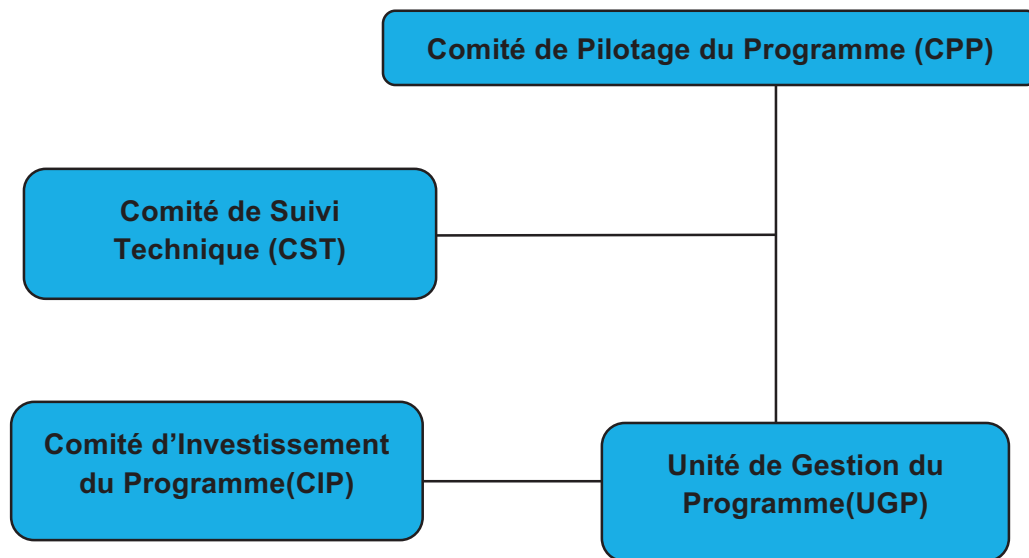 Comité de Pilotage du Programme (CPP)
Comité de Suivi
Technique (CST)
Comité d’Investissement
du Programme(CIP)
Unité de Gestion du
Programme(UGP)